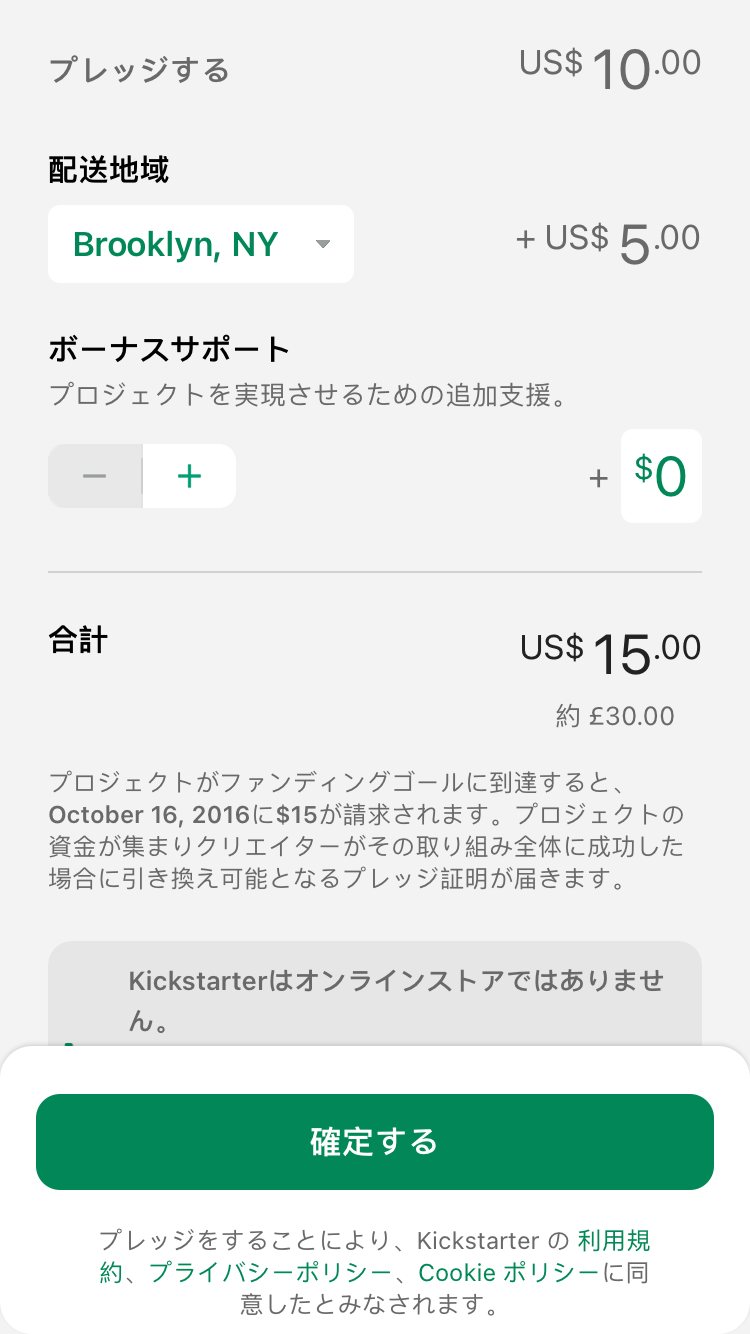 プレッジする US$ 10.00
配送地域
Brooklyn, NY + US$ 5.00
ボーナスサポート
プロジェクトを実現させるための追加支援。
− + + $0
合計 US$ 15.00
約 £30.00
プロジェクトがファンディングゴールに到達すると、
October 16, 2016に$15が請求されます。プロジェクトの
資金が集まりクリエイターがその取り組み全体に成功した
場合に引き換え可能となるプレッジ証明が届きます。
Kickstarterはオンラインストアではありませ
ん。
確定する
プレッジをすることにより、Kickstarter の 利用規
約、プライバシーポリシー、Cookie ポリシーに同
意したとみなされます。